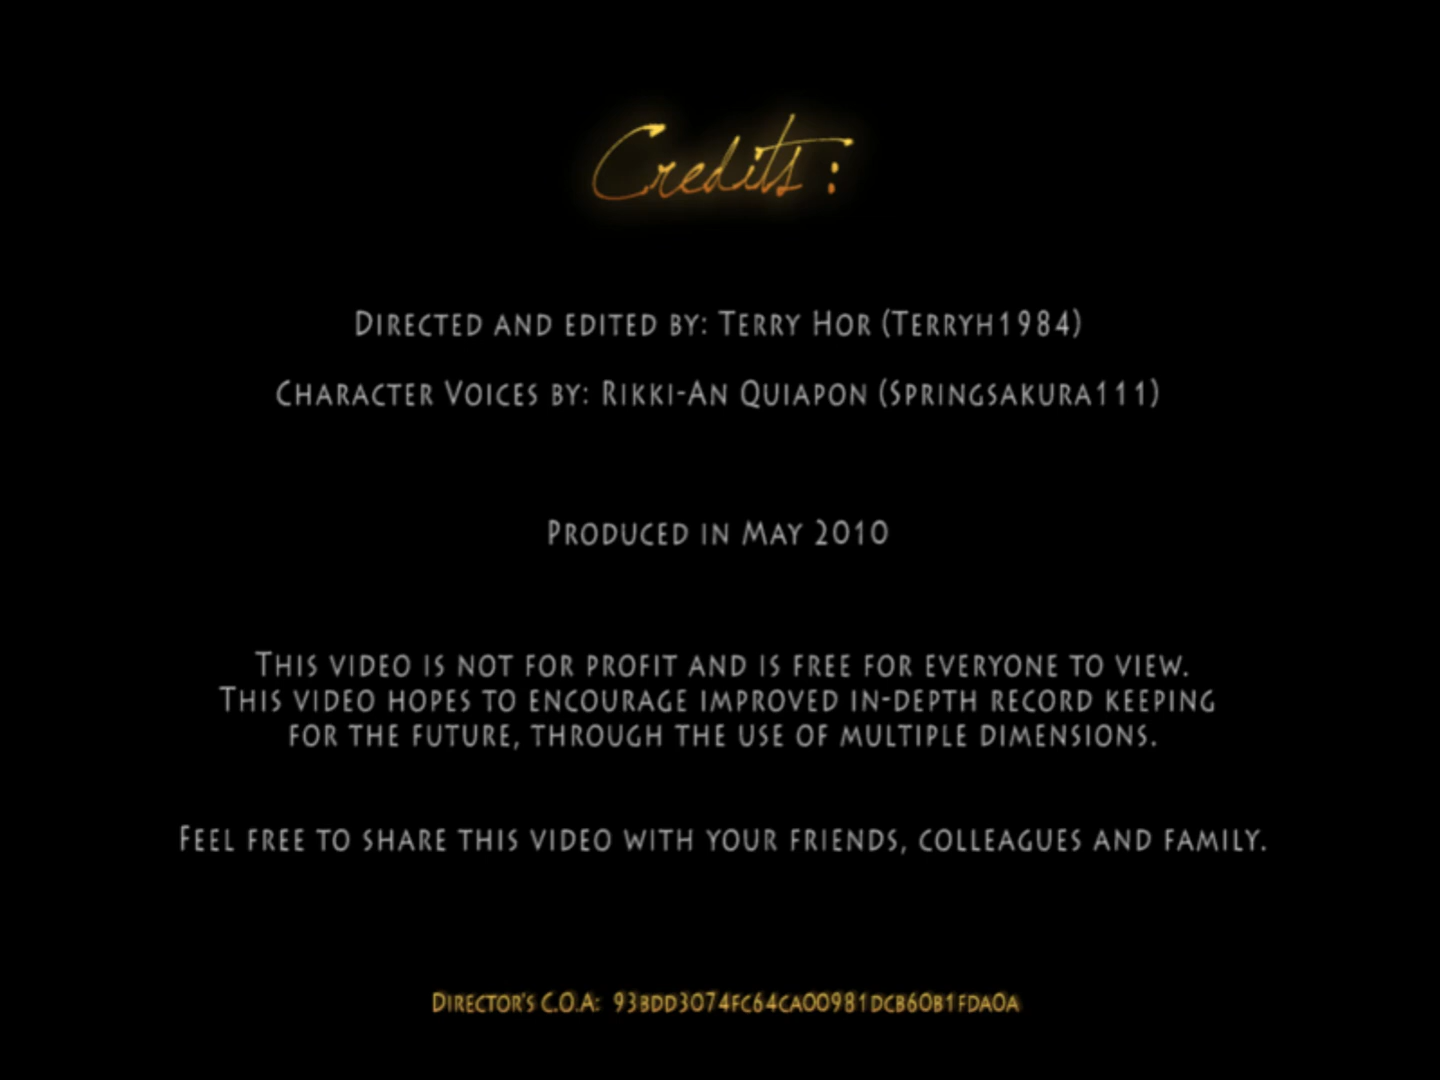 Credits:
Directed and edited by: Terry Hor (Terryh1984)
Character Voices by: Rikki-An Quiapon (Springsakura111)
Produced in May 2010
This video is not for profit and is free for everyone to view.
This video hopes to encourage improved in-depth record keeping
for the future, through the use of multiple dimensions.
Feel free to share this video with your friends, colleagues and family.
Director's C.O.A: 93bdd3074fc64ca00981dcb60b1fda0a